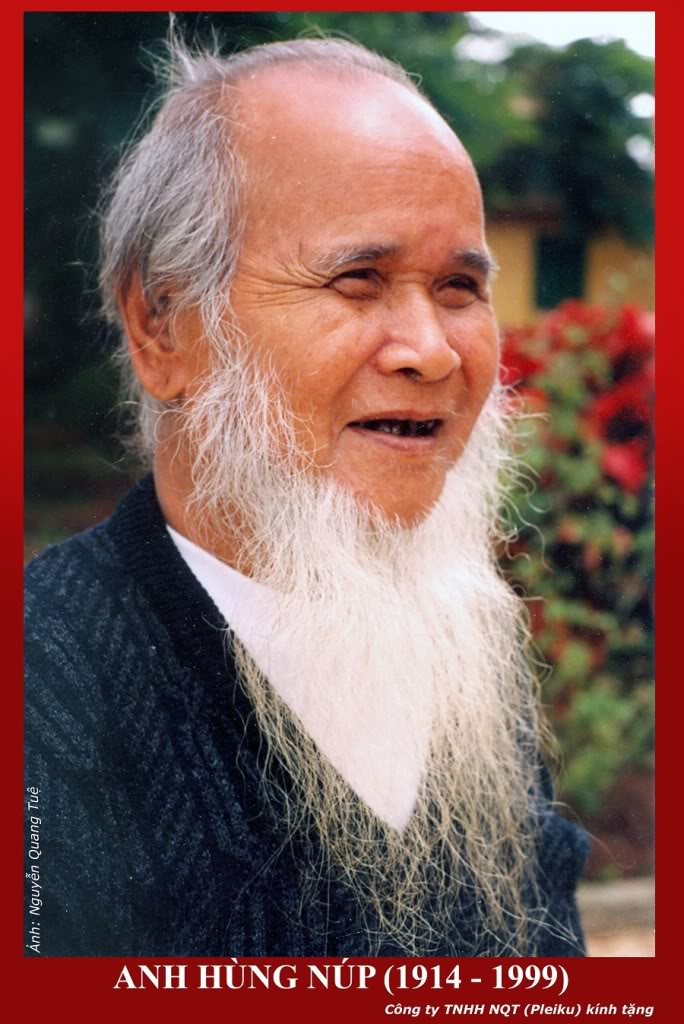 Ảnh: Nguyễn Quang Tuệ
ANH HÙNG NÚP (1914 - 1999)
Công ty TNHH NQT (Pleiku) kính tặng